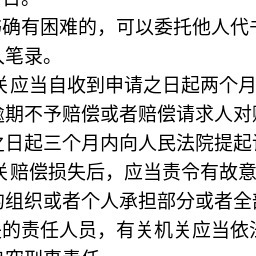 日。
确有困难的，可以委托他人代
笔录。
关应当自收到申请之日起两个月
逾期不予赔偿或者赔偿请求人对
之日起三个月内向人民法院提起
关赔偿损失后，应当责令有故意
的组织或者个人承担部分或者全
的责任人员，有关机关应当依